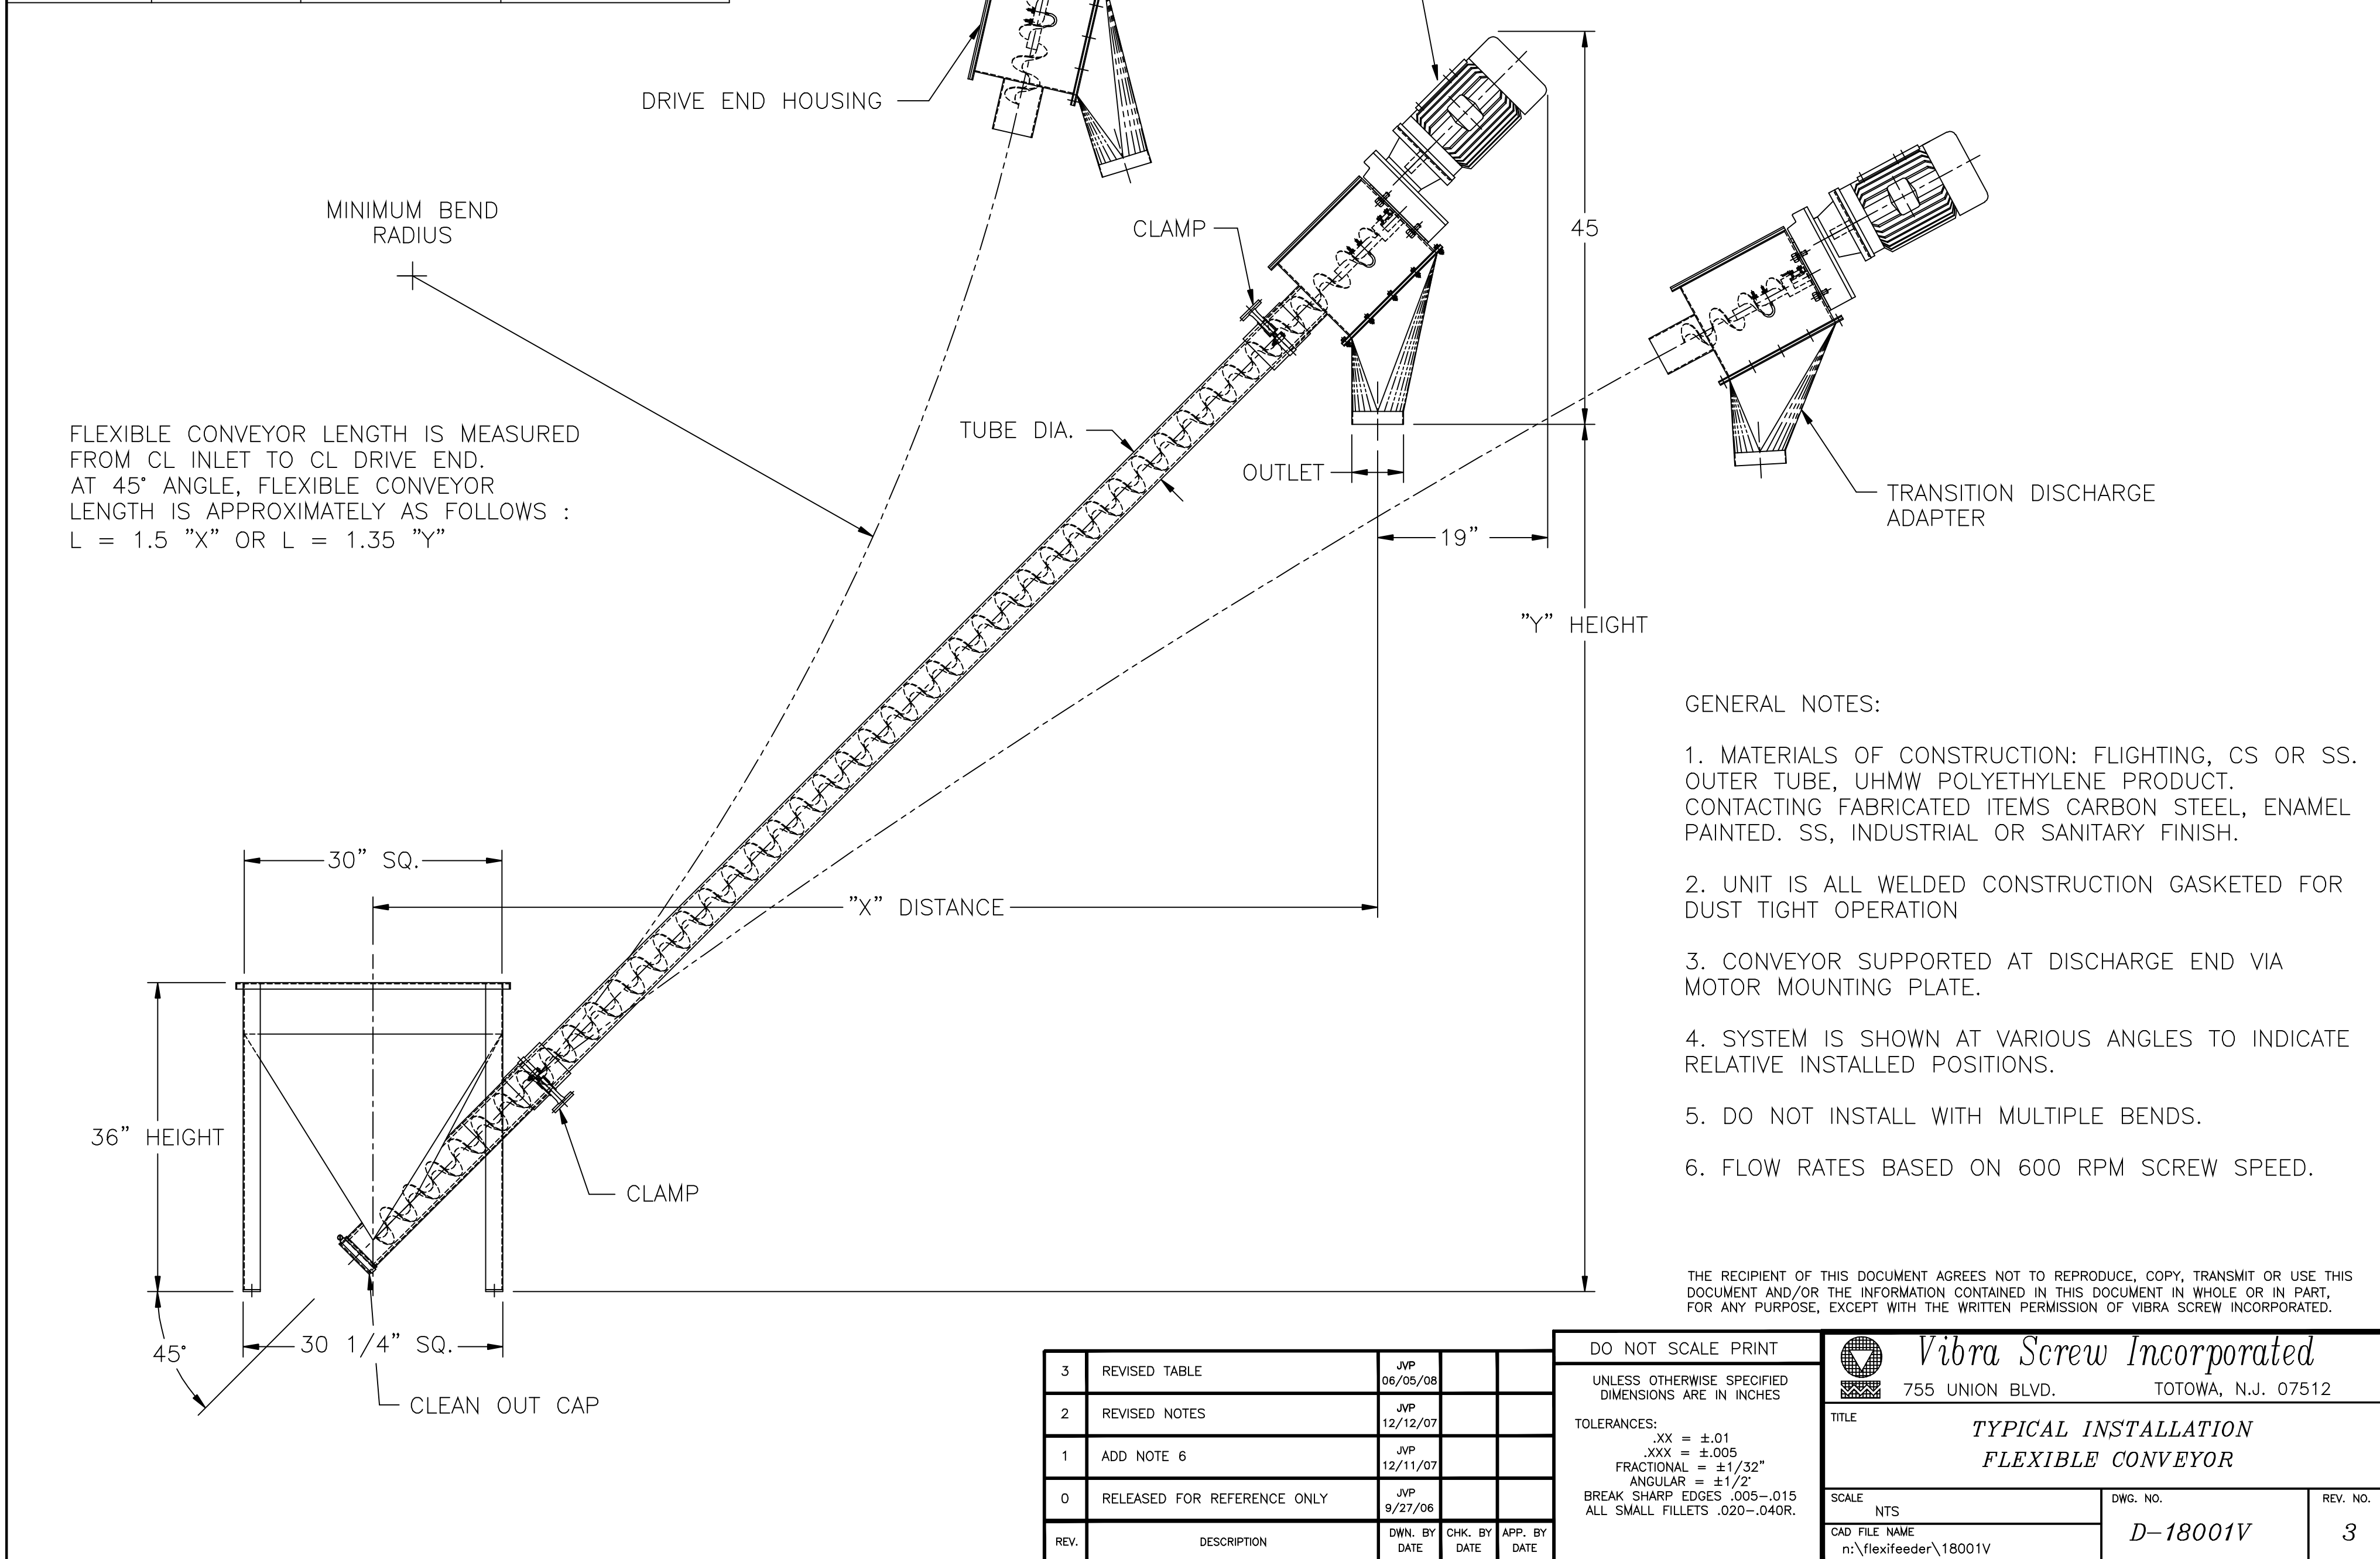 DRIVE END HOUSING
MINIMUM BEND
RADIUS
CLAMP
45
FLEXIBLE CONVEYOR LENGTH IS MEASURED
FROM CL INLET TO CL DRIVE END.
AT 45° ANGLE, FLEXIBLE CONVEYOR
LENGTH IS APPROXIMATELY AS FOLLOWS :
L = 1.5 "X" OR L = 1.35 "Y"
TUBE DIA.
OUTLET
TRANSITION DISCHARGE
ADAPTER
19"
"Y" HEIGHT
GENERAL NOTES:
1. MATERIALS OF CONSTRUCTION: FLIGHTING, CS OR SS.
OUTER TUBE, UHMW POLYETHYLENE PRODUCT.
CONTACTING FABRICATED ITEMS CARBON STEEL, ENAMEL
PAINTED. SS, INDUSTRIAL OR SANITARY FINISH.
2. UNIT IS ALL WELDED CONSTRUCTION GASKETED FOR
DUST TIGHT OPERATION
3. CONVEYOR SUPPORTED AT DISCHARGE END VIA
MOTOR MOUNTING PLATE.
4. SYSTEM IS SHOWN AT VARIOUS ANGLES TO INDICATE
RELATIVE INSTALLED POSITIONS.
5. DO NOT INSTALL WITH MULTIPLE BENDS.
6. FLOW RATES BASED ON 600 RPM SCREW SPEED.
30" SQ.
"X" DISTANCE
36" HEIGHT
CLAMP
45°
30 1/4" SQ.
CLEAN OUT CAP
THE RECIPIENT OF THIS DOCUMENT AGREES NOT TO REPRODUCE, COPY, TRANSMIT OR USE THIS
DOCUMENT AND/OR THE INFORMATION CONTAINED IN THIS DOCUMENT IN WHOLE OR IN PART,
FOR ANY PURPOSE, EXCEPT WITH THE WRITTEN PERMISSION OF VIBRA SCREW INCORPORATED.
3 REVISED TABLE JVP 06/05/08
2 REVISED NOTES JVP 12/12/07
1 ADD NOTE 6 JVP 12/11/07
0 RELEASED FOR REFERENCE ONLY JVP 9/27/06
REV. DESCRIPTION DWN. BY DATE CHK. BY DATE APP. BY DATE
DO NOT SCALE PRINT
UNLESS OTHERWISE SPECIFIED
DIMENSIONS ARE IN INCHES
TOLERANCES:
.XX = ±.01
.XXX = ±.005
FRACTIONAL = ±1/32"
ANGULAR = ±1/2°
BREAK SHARP EDGES .005-.015
ALL SMALL FILLETS .020-.040R.
Vibra Screw Incorporated
755 UNION BLVD. TOTOWA, N.J. 07512
TITLE
TYPICAL INSTALLATION
FLEXIBLE CONVEYOR
SCALE
NTS
CAD FILE NAME
n:\flexifeeder\18001V
DWG. NO.
D-18001V
REV. NO.
3